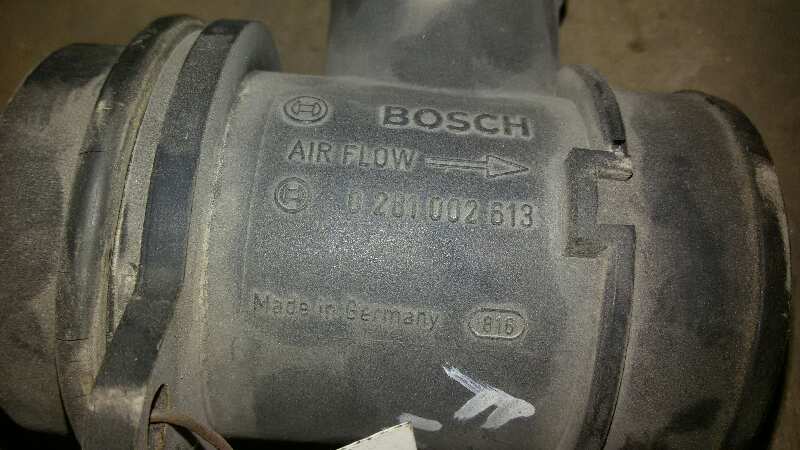 BOSCH
AIR FLOW
0 281 002 613
Made in Germany 816